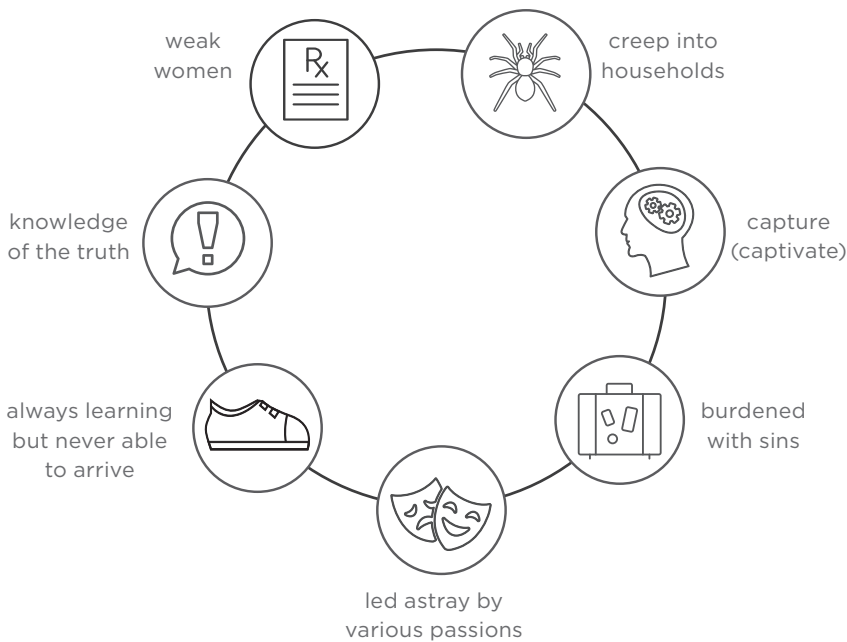 weak
women
Rx
creep into
households
capture
(captivate)
burdened
with sins
led astray by
various passions
always learning
but never able
to arrive
knowledge
of the truth
!